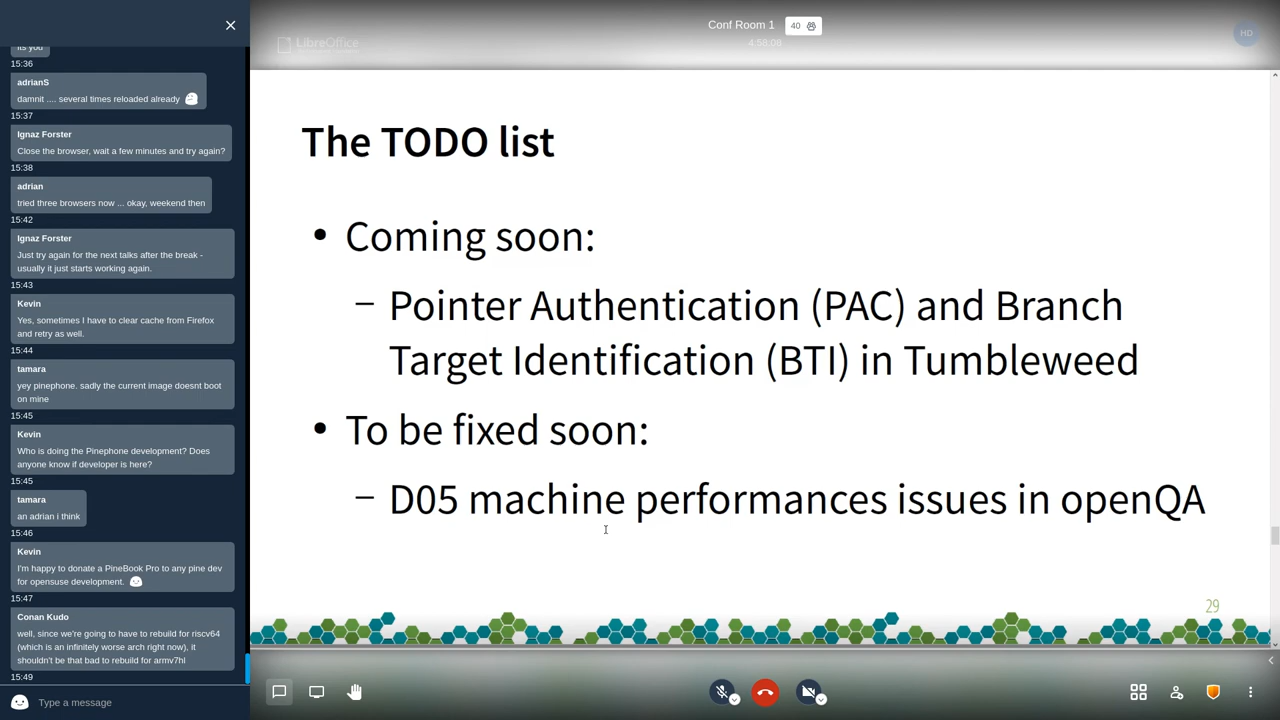 its you
15:36
adrianS
damnit .... several times reloaded already
15:37
Ignaz Forster
Close the browser, wait a few minutes and try again?
15:38
adrian
tried three browsers now ... okay, weekend then
15:42
Ignaz Forster
Just try again for the next talks after the break -
usually it just starts working again.
15:43
Kevin
Yes, sometimes I have to clear cache from Firefox
and retry as well.
15:44
tamara
yey pinephone. sadly the current image doesnt boot
on mine
15:45
Kevin
Who is doing the Pinephone development? Does
anyone know if developer is here?
15:45
tamara
an adrian i think
15:46
Kevin
I'm happy to donate a PineBook Pro to any pine dev
for opensuse development.
15:47
Conan Kudo
well, since we're going to have to rebuild for riscv64
(which is an infinitely worse arch right now), it
shouldn't be that bad to rebuild for armv7hl
15:49
Type a message
Conf Room 1
40
4:58:08
LibreOffice
HD
The TODO list
• Coming soon:
– Pointer Authentication (PAC) and Branch
Target Identification (BTI) in Tumbleweed
• To be fixed soon:
– D05 machine performances issues in openQA
29